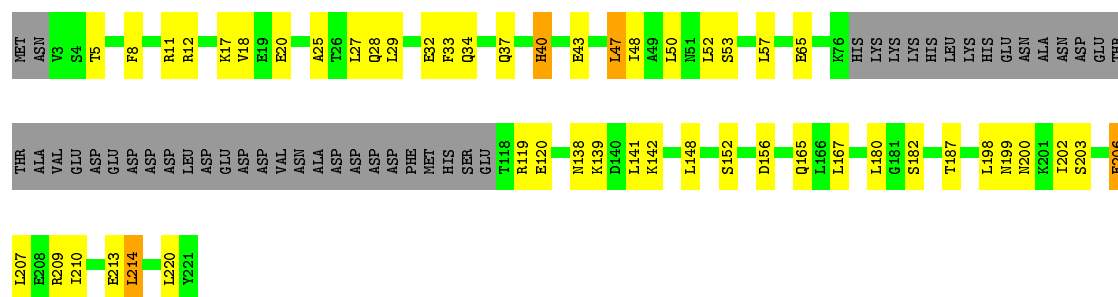 MET ASN V3 S4 T5 F8 R11 R12 K17 V18 E19 E20 A25 T26 L27 Q28 L29 E32 F33 Q34 Q37 H40 E43 L47 I48 A49 L50 N51 L52 S53 L57 E65 K76 HIS LYS LYS LYS HIS LEU LYS HIS GLU ASN ALA ASN ASP GLU THR
THR ALA VAL GLU ASP GLU ASP ASP ASP LEU ASP GLU ASP ASP VAL ASN ALA ASP ASP ASP ASP PHE MET HIS SER GLU T118 R119 E120 N138 K139 D140 L141 K142 L148 S152 D156 Q165 L166 L167 L180 G181 S182 T187 L198 N199 N200 K201 I202 S203
L207 E208 R209 I210 E213 L214 L220 Y221